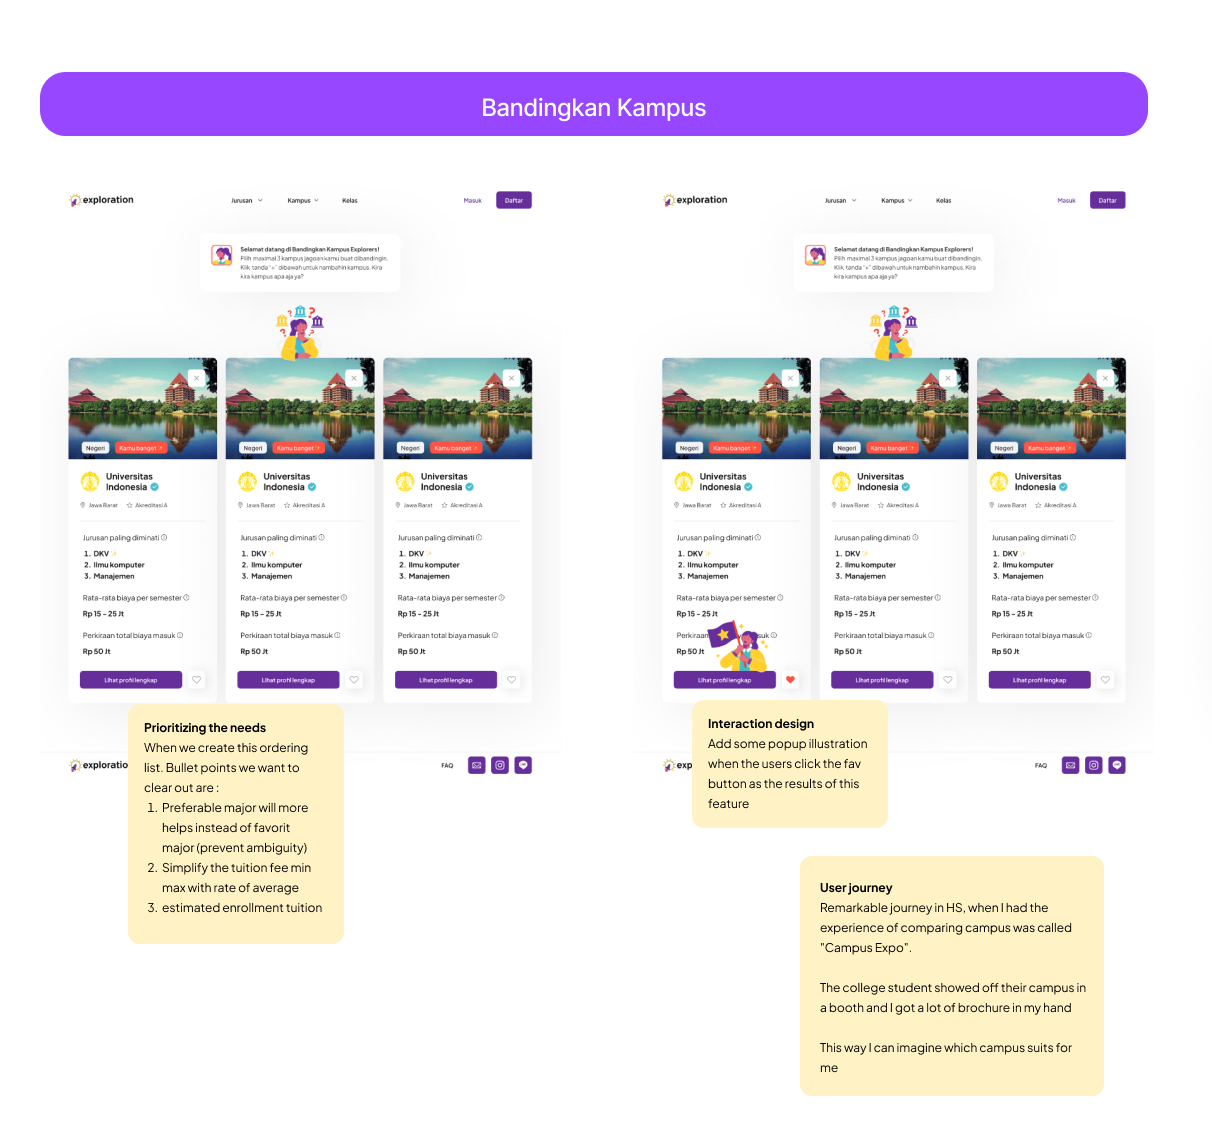 Bandingkan Kampus
exploration
Jurusan
Kampus
Kelas
Masuk
Daftar
Selamat datang di Bandingkan Kampus Explorers!
Pilih maximal 3 kampus jagoan kamu buat dibandingin.
Klik tanda "+" dibawah untuk nambahin kampus. Kira
kira kampus apa aja ya?
Negeri
Kamu banget
Negeri
Kamu banget
Negeri
Kamu banget
Universitas
Indonesia
Universitas
Indonesia
Universitas
Indonesia
Jawa Barat
Akreditasi A
Jawa Barat
Akreditasi A
Jawa Barat
Akreditasi A
Jurusan paling diminati
Jurusan paling diminati
Jurusan paling diminati
1. DKV
2. Ilmu komputer
3. Manajemen
1. DKV
2. Ilmu komputer
3. Manajemen
1. DKV
2. Ilmu komputer
3. Manajemen
Rata-rata biaya per semester
Rata-rata biaya per semester
Rata-rata biaya per semester
Rp 15 - 25 Jt
Rp 15 - 25 Jt
Rp 15 - 25 Jt
Perkiraan total biaya masuk
Perkiraan total biaya masuk
Perkiraan total biaya masuk
Rp 50 Jt
Rp 50 Jt
Rp 50 Jt
Lihat profil lengkap
Lihat profil lengkap
Lihat profil lengkap
exploratio
FAQ
Prioritizing the needs
When we create this ordering
list. Bullet points we want to
clear out are :
1. Preferable major will more
helps instead of favorit
major (prevent ambiguity)
2. Simplify the tuition fee min
max with rate of average
3. estimated enrollment tuition
exploration
Jurusan
Kampus
Kelas
Masuk
Daftar
Selamat datang di Bandingkan Kampus Explorers!
Pilih maximal 3 kampus jagoan kamu buat dibandingin.
Klik tanda "+" dibawah untuk nambahin kampus. Kira
kira kampus apa aja ya?
Negeri
Kamu banget
Negeri
Kamu banget
Negeri
Kamu banget
Universitas
Indonesia
Universitas
Indonesia
Universitas
Indonesia
Jawa Barat
Akreditasi A
Jawa Barat
Akreditasi A
Jawa Barat
Akreditasi A
Jurusan paling diminati
Jurusan paling diminati
Jurusan paling diminati
1. DKV
2. Ilmu komputer
3. Manajemen
1. DKV
2. Ilmu komputer
3. Manajemen
1. DKV
2. Ilmu komputer
3. Manajemen
Rata-rata biaya per semester
Rata-rata biaya per semester
Rata-rata biaya per semester
Rp 15 - 25 Jt
Rp 15 - 25 Jt
Rp 15 - 25 Jt
Perkiraan total biaya masuk
Perkiraan total biaya masuk
Rp 50 Jt
Rp 50 Jt
Rp 50 Jt
Lihat profil lengkap
Lihat profil lengkap
Lihat profil lengkap
exp
FAQ
Interaction design
Add some popup illustration
when the users click the fav
button as the results of this
feature
User journey
Remarkable journey in HS, when I had the
experience of comparing campus was called
"Campus Expo".
The college student showed off their campus in
a booth and I got a lot of brochure in my hand
This way I can imagine which campus suits for
me